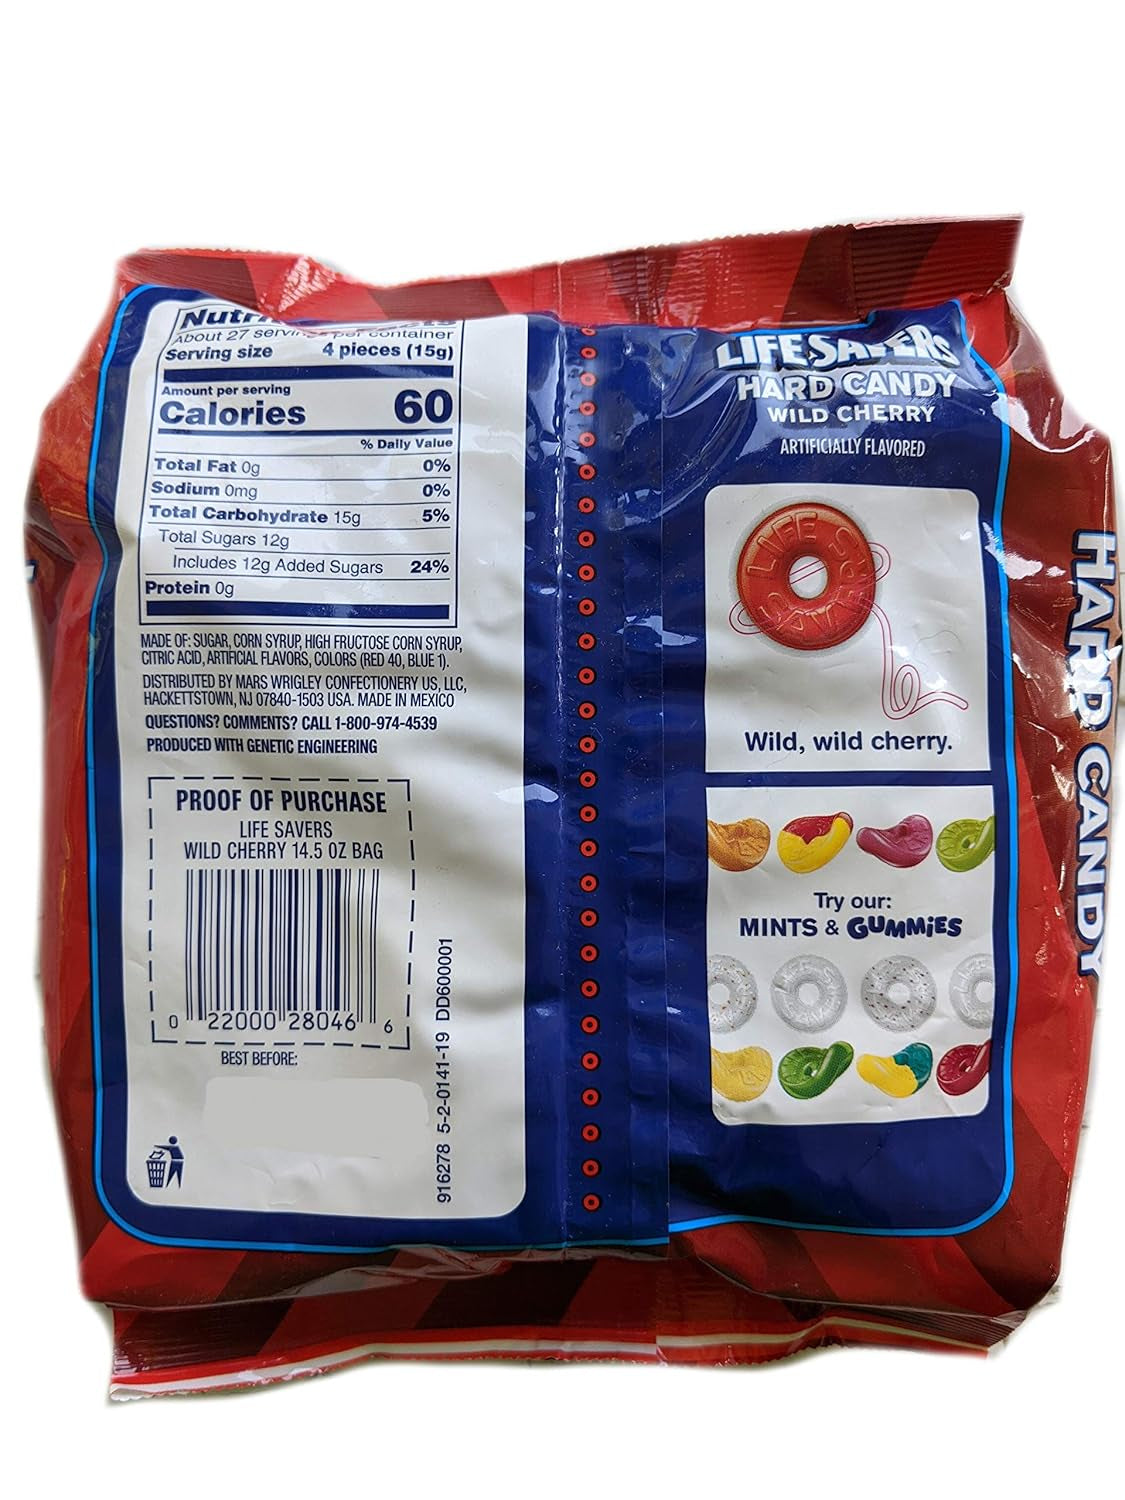 About 27 servings per container
Serving size 4 pieces (15g)
Amount per serving
Calories 60
% Daily Value
Total Fat 0g 0%
Sodium 0mg 0%
Total Carbohydrate 15g 5%
Total Sugars 12g
Includes 12g Added Sugars 24%
Protein 0g
MADE OF: SUGAR, CORN SYRUP, HIGH FRUCTOSE CORN SYRUP,
CITRIC ACID, ARTIFICIAL FLAVORS, COLORS (RED 40, BLUE 1).
DISTRIBUTED BY MARS WRIGLEY CONFECTIONERY US, LLC,
HACKETTSTOWN, NJ 07840-1503 USA. MADE IN MEXICO
QUESTIONS? COMMENTS? CALL 1-800-974-4539
PRODUCED WITH GENETIC ENGINEERING
PROOF OF PURCHASE
LIFE SAVERS
WILD CHERRY 14.5 OZ BAG
0 22000 28046 6
BEST BEFORE:
916278 5-2-0141-19 DD600001
LIFE SAVERS
HARD CANDY
WILD CHERRY
ARTIFICIALLY FLAVORED
LIFE SAVERS
Wild, wild cherry.
Try our:
MINTS & GUMMIES
HARD CANDY